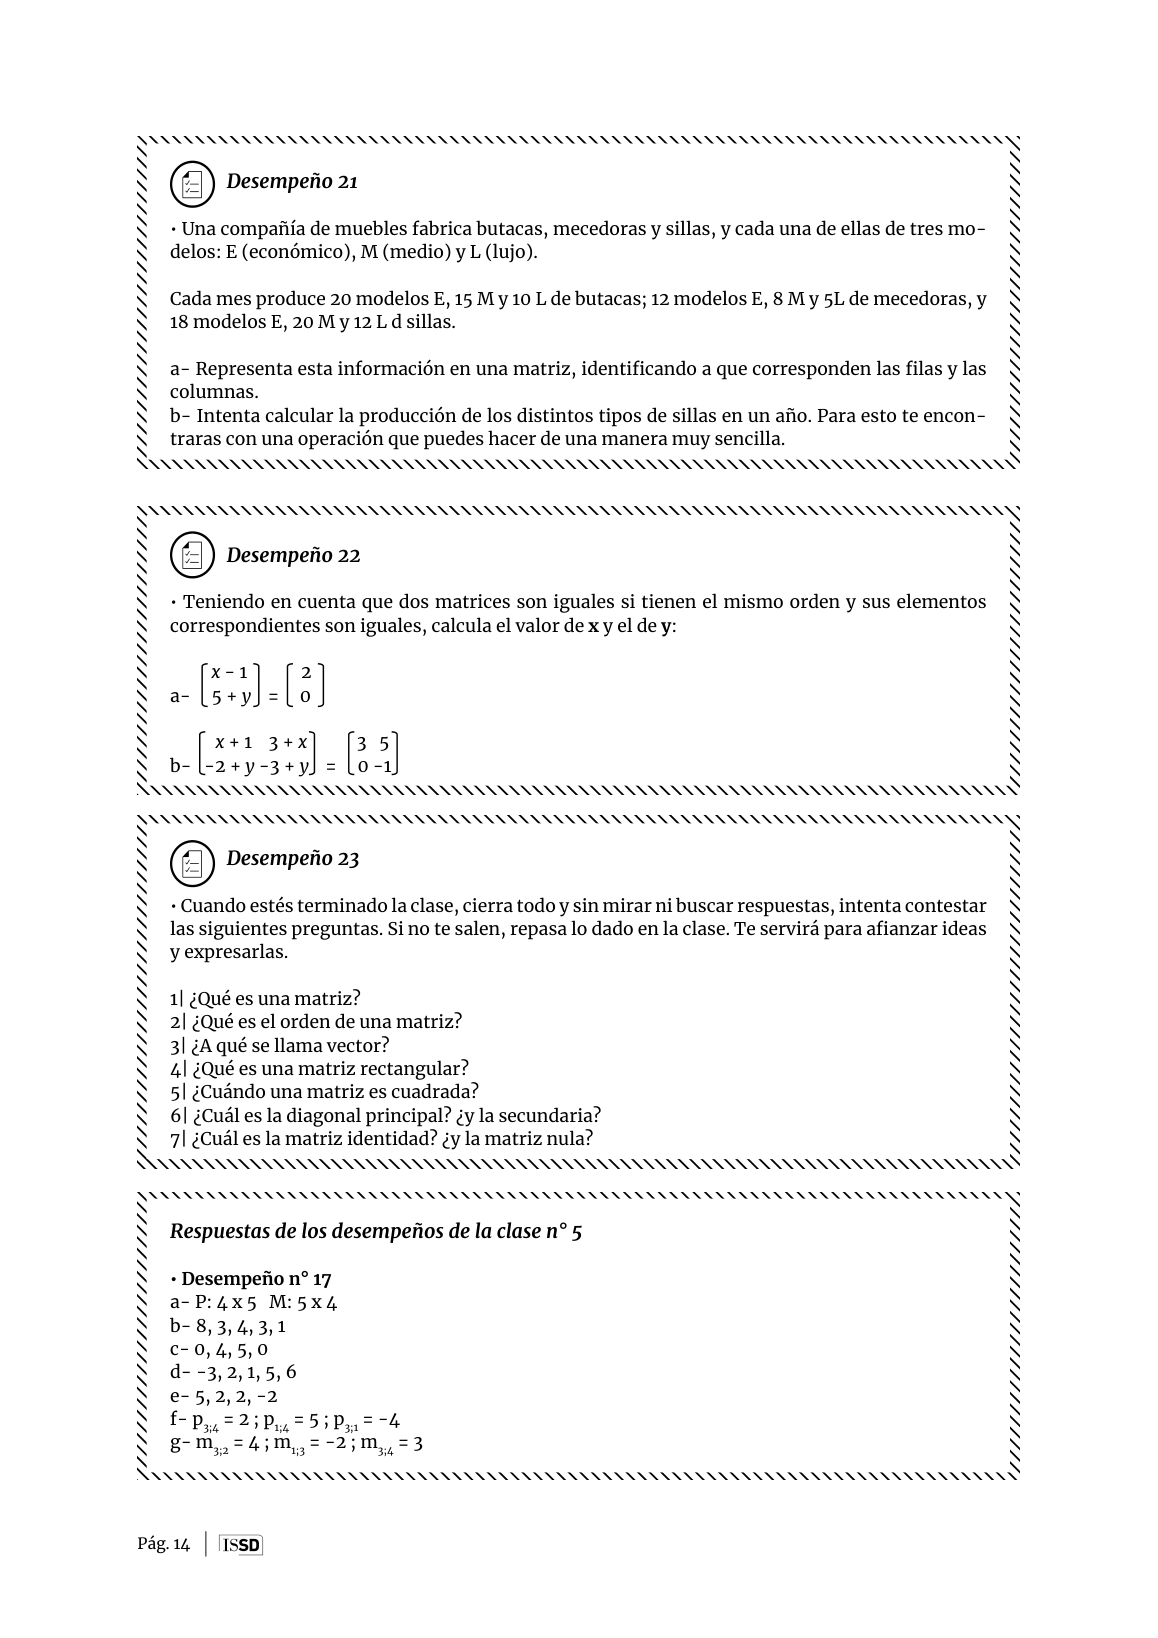 Desempeño 21
• Una compañía de muebles fabrica butacas, mecedoras y sillas, y cada una de ellas de tres mo-
delos: E (económico), M (medio) y L (lujo).
Cada mes produce 20 modelos E, 15 M y 10 L de butacas; 12 modelos E, 8 M y 5L de mecedoras, y
18 modelos E, 20 M y 12 L d sillas.
a- Representa esta información en una matriz, identificando a que corresponden las filas y las
columnas.
b- Intenta calcular la producción de los distintos tipos de sillas en un año. Para esto te encon-
traras con una operación que puedes hacer de una manera muy sencilla.
Desempeño 22
• Teniendo en cuenta que dos matrices son iguales si tienen el mismo orden y sus elementos
correspondientes son iguales, calcula el valor de x y el de y:
x - 1 2
a- 5 + y = 0
x + 1 3 + x 3 5
b- -2 + y -3 + y = 0 -1
Desempeño 23
• Cuando estés terminado la clase, cierra todo y sin mirar ni buscar respuestas, intenta contestar
las siguientes preguntas. Si no te salen, repasa lo dado en la clase. Te servirá para afianzar ideas
y expresarlas.
1| ¿Qué es una matriz?
2| ¿Qué es el orden de una matriz?
3| ¿A qué se llama vector?
4| ¿Qué es una matriz rectangular?
5| ¿Cuándo una matriz es cuadrada?
6| ¿Cuál es la diagonal principal? ¿y la secundaria?
7| ¿Cuál es la matriz identidad? ¿y la matriz nula?
Respuestas de los desempeños de la clase n° 5
• Desempeño n° 17
a- P: 4 x 5 M: 5 x 4
b- 8, 3, 4, 3, 1
c- 0, 4, 5, 0
d- -3, 2, 1, 5, 6
e- 5, 2, 2, -2
f- p3;4 = 2 ; p1;4 = 5 ; p3;1 = -4
g- m3;2 = 4 ; m1;3 = -2 ; m3;4 = 3
Pág. 14 | ISSD